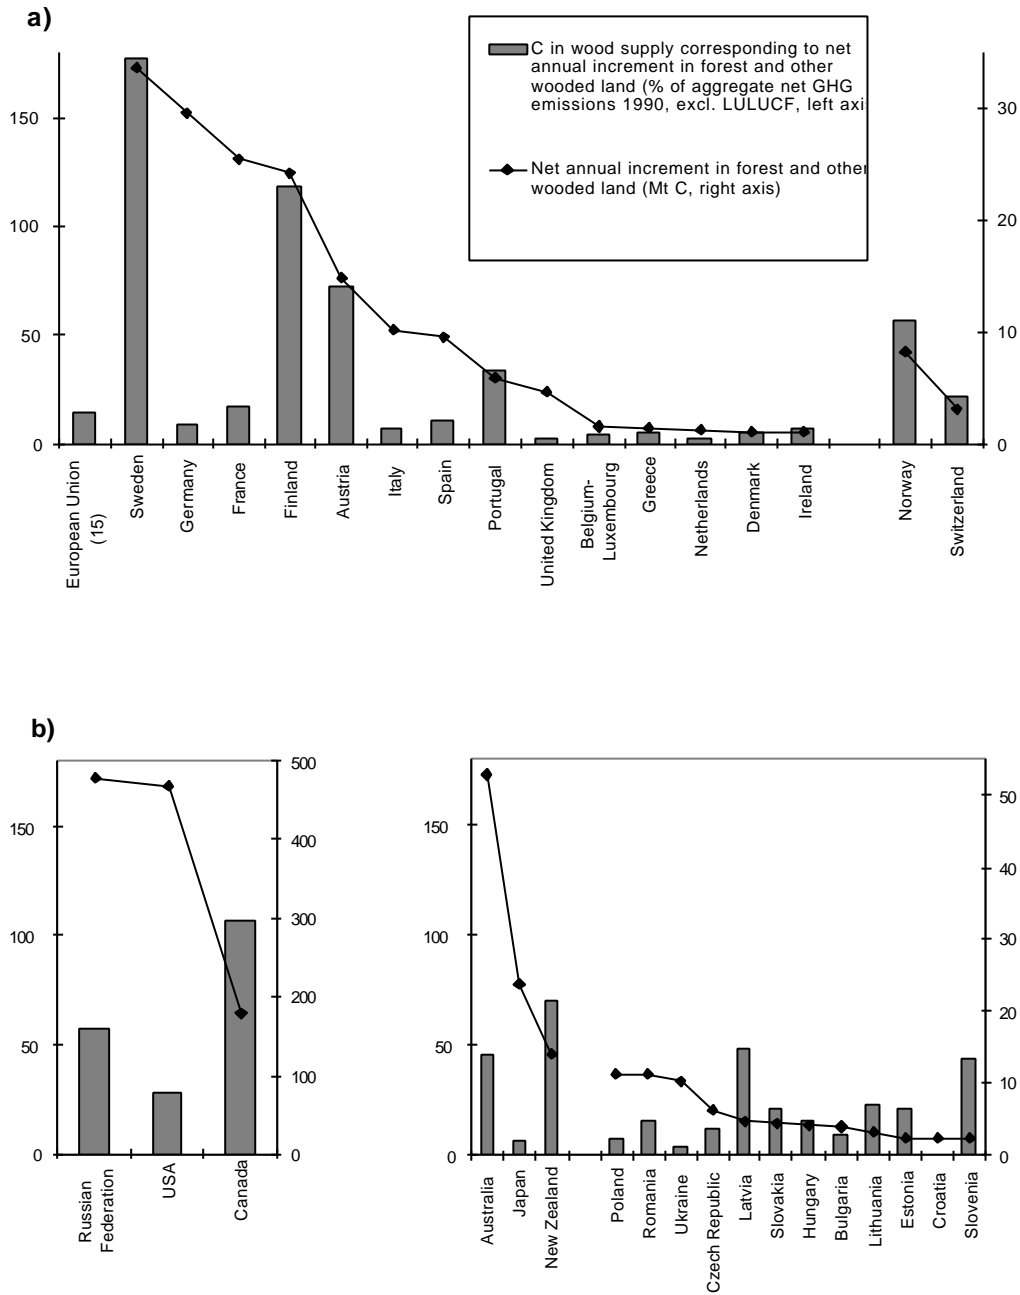 a)
C in wood supply corresponding to net
annual increment in forest and other
wooded land (% of aggregate net GHG
emissions 1990, excl. LULUCF, left axi
Net annual increment in forest and other
wooded land (Mt C, right axis)
150
100
50
0
30
20
10
0
European Union
(15)
Sweden
Germany
France
Finland
Austria
Italy
Spain
Portugal
United Kingdom
Belgium-
Luxembourg
Greece
Netherlands
Denmark
Ireland
Norway
Switzerland
b)
150
100
50
0
500
400
300
200
100
0
Russian
Federation
USA
Canada
150
100
50
0
50
40
30
20
10
0
Australia
Japan
New Zealand
Poland
Romania
Ukraine
Czech Republic
Latvia
Slovakia
Hungary
Bulgaria
Lithuania
Estonia
Croatia
Slovenia